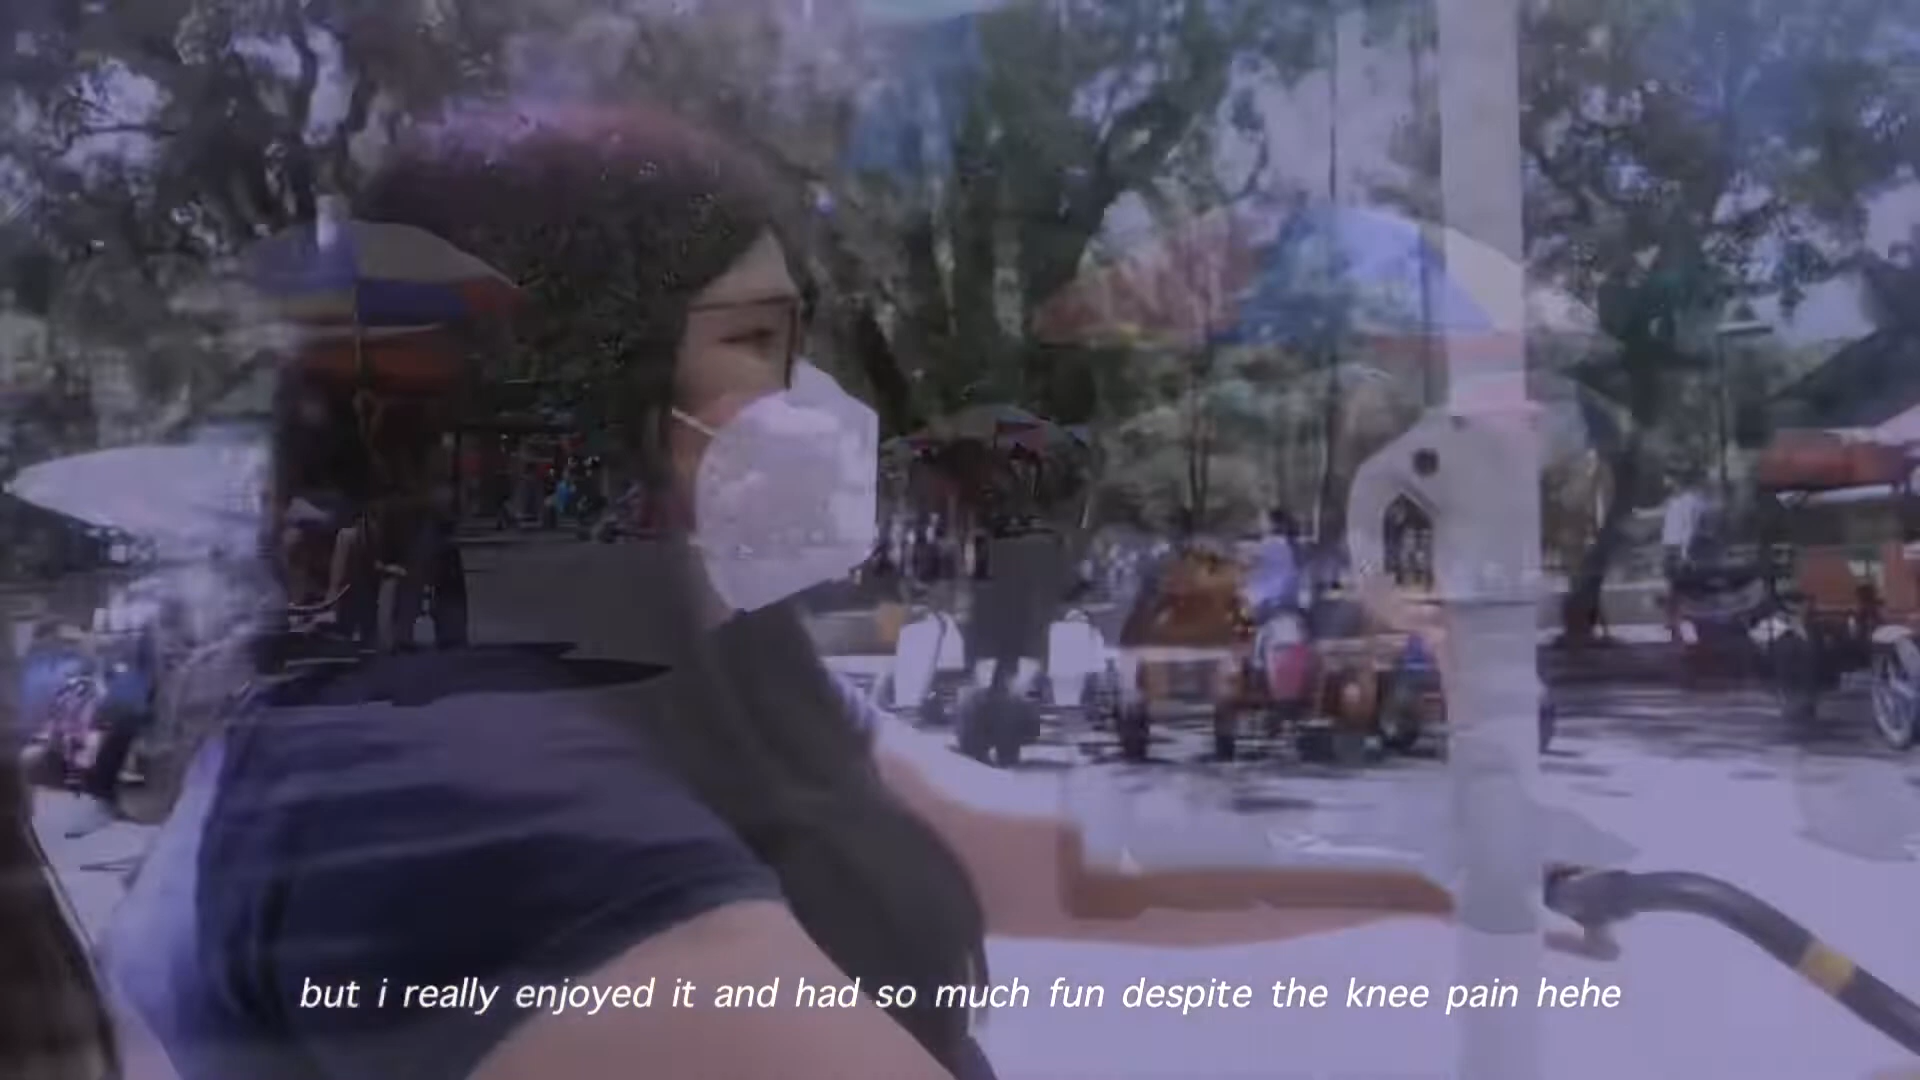 but i really enjoyed it and had so much fun despite the knee pain hehe